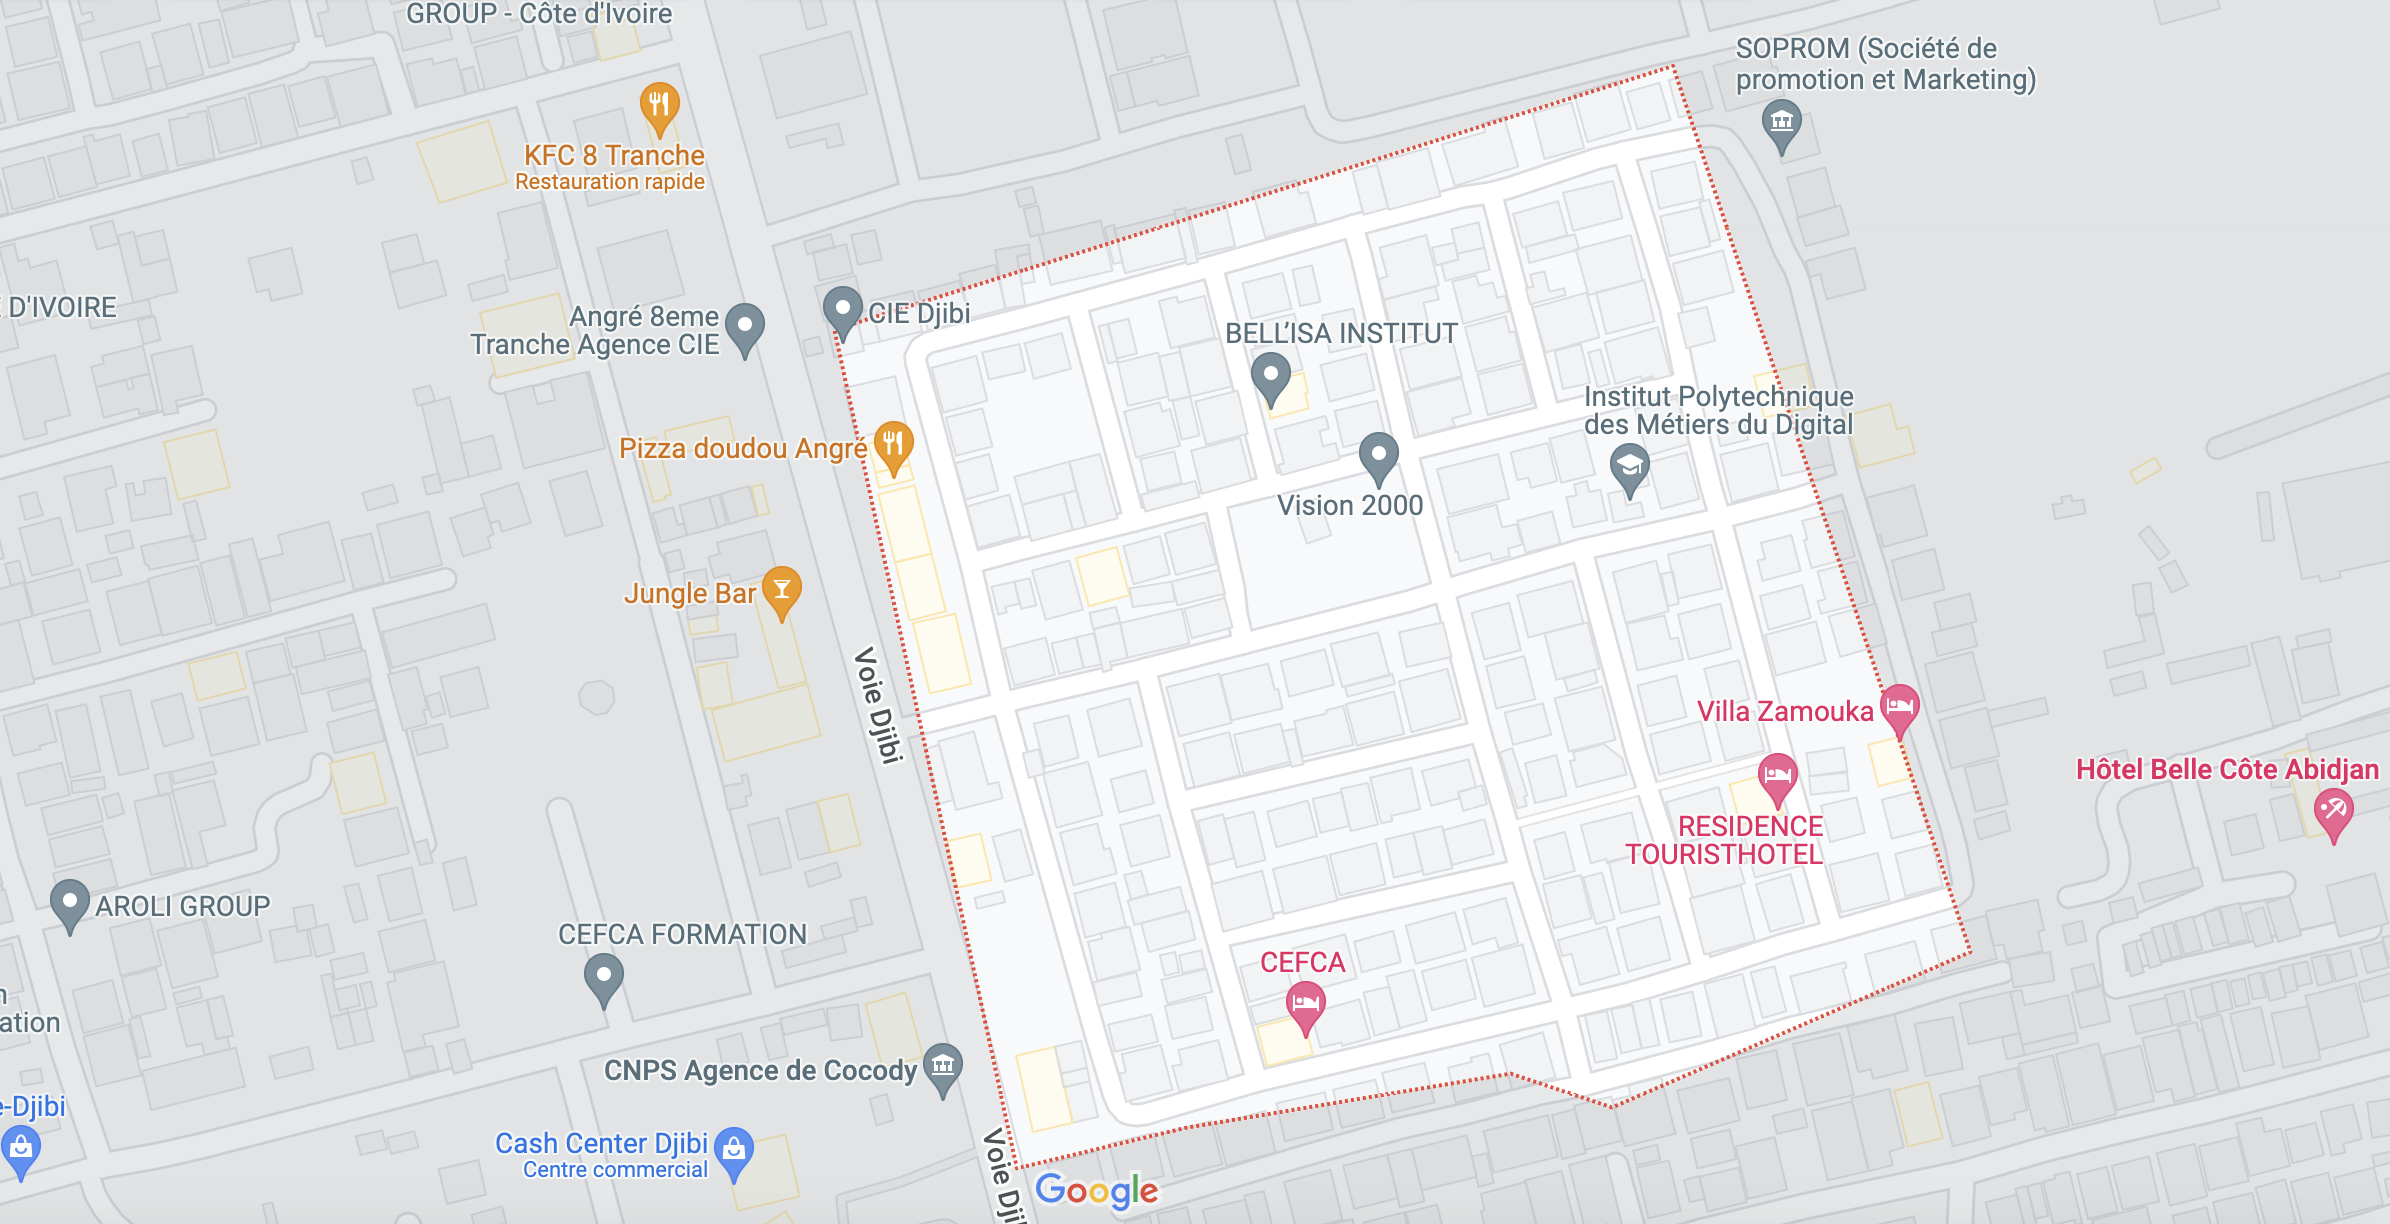 GROUP - Côte d'Ivoire
SOPROM (Société de
promotion et Marketing)
KFC 8 Tranche
Restauration rapide
D'IVOIRE
Angré 8eme
Tranche Agence CIE
CIE Djibi
BELL'ISA INSTITUT
Institut Polytechnique
des Métiers du Digital
Pizza doudou Angré
Vision 2000
Jungle Bar
Voie Djibi
Villa Zamouka
Hôtel Belle Côte Abidjan
RESIDENCE
TOURISTHOTEL
AROLI GROUP
CEFCA FORMATION
CEFCA
ation
CNPS Agence de Cocody
e-Djibi
Cash Center Djibi
Centre commercial
Voie Dji
Google